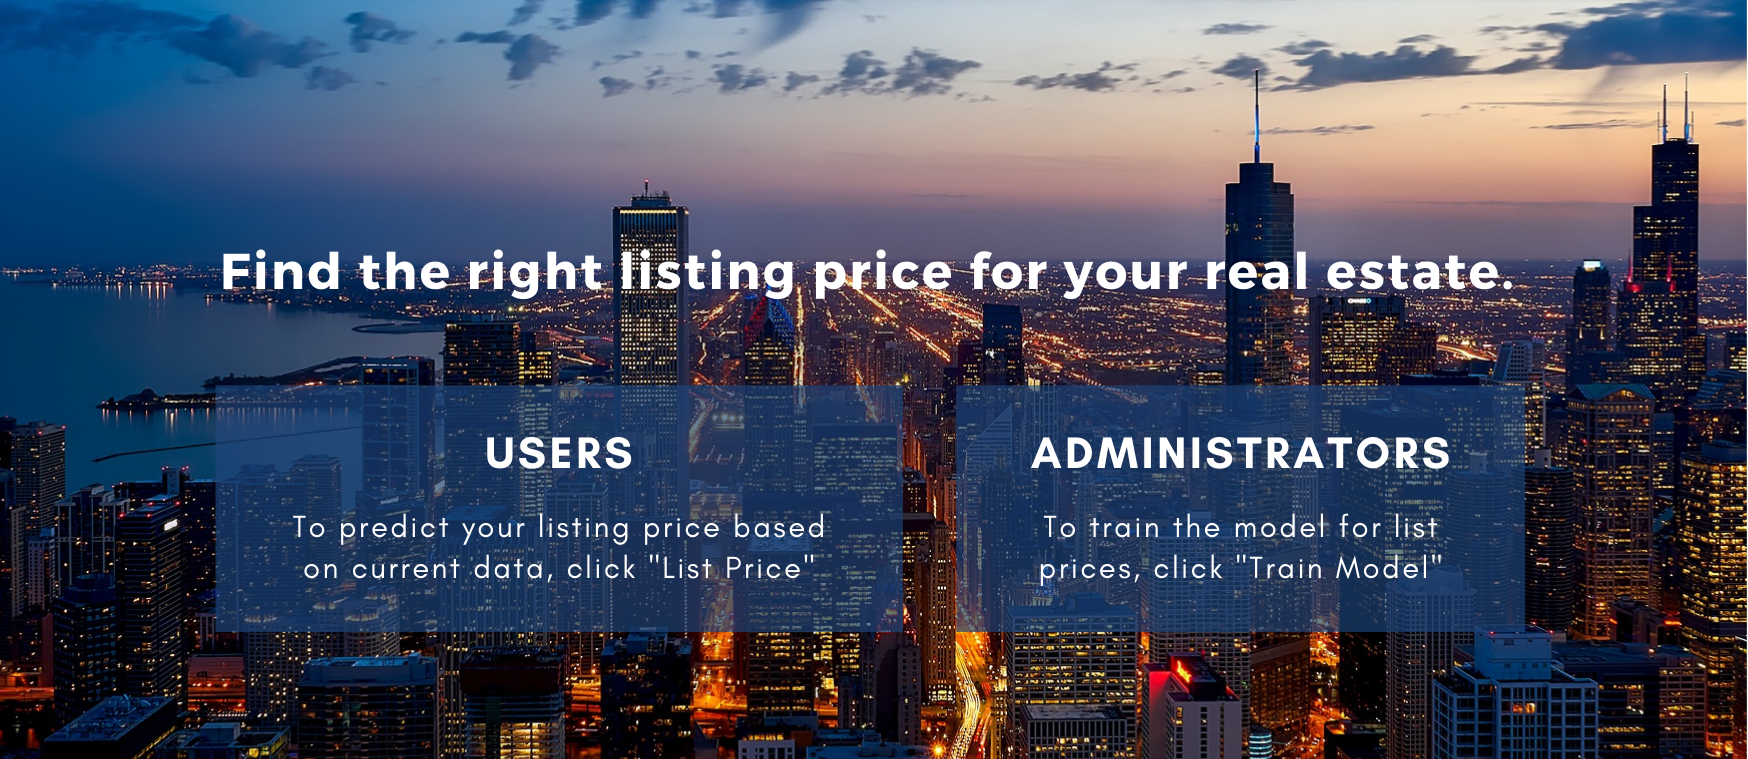 Find the right listing price for your real estate.
USERS
To predict your listing price based
on current data, click "List Price"
ADMINISTRATORS
To train the model for list
prices, click "Train Model"